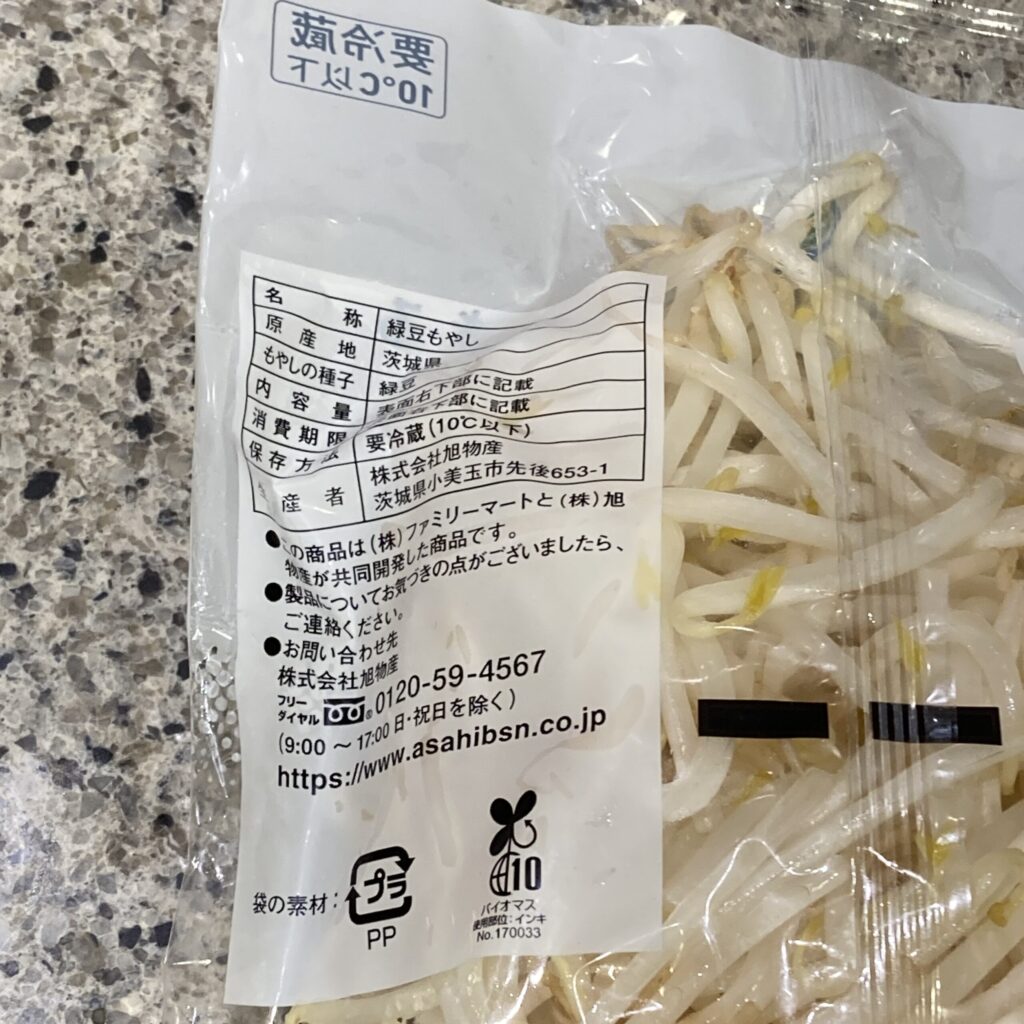 要冷蔵
10℃以下
名称 緑豆もやし
原産地 茨城県
もやしの種子 緑豆
内容量 表面右下部に記載
消費期限 下部に記載
保存方 要冷蔵(10℃以下)
産者 株式会社旭物産
茨城県小美玉市先後653-1
●この商品は(株)ファミリーマートと(株)旭
物産が共同開発した商品です。
●製品についてお気づきの点がございましたら、
ご連絡ください。
●お問い合わせ先
株式会社旭物産
フリーダイヤル 0120-59-4567
(9:00～17:00 日・祝日を除く)
https://www.asahibsn.co.jp
袋の素材: プラ
PP
10
バイオマス
使用部位:インキ
No.170033